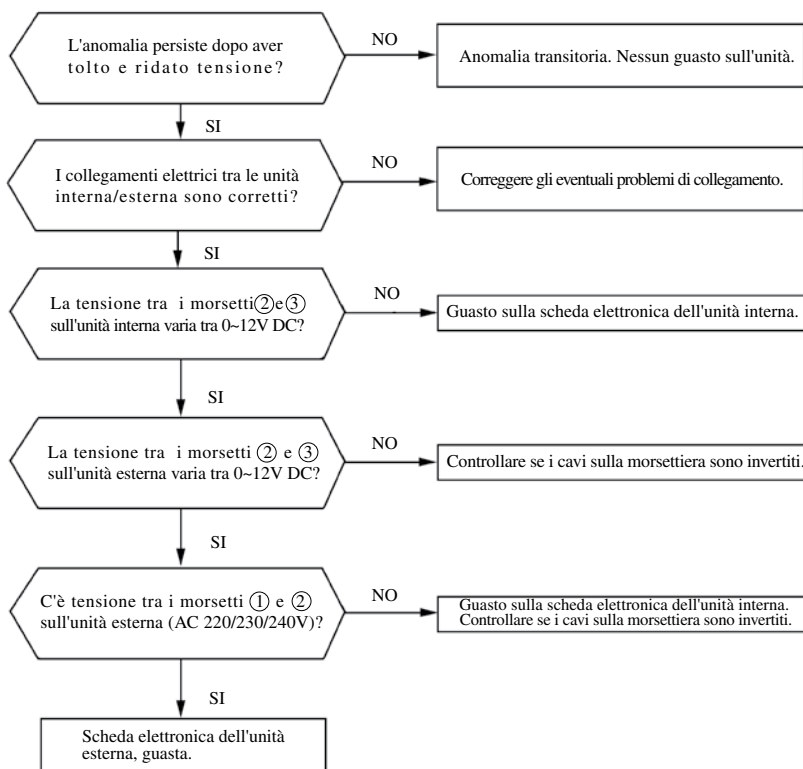 L'anomalia persiste dopo aver
tolto e ridato tensione?
NO
Anomalia transitoria. Nessun guasto sull'unità.
SI
I collegamenti elettrici tra le unità
interna/esterna sono corretti?
NO
Correggere gli eventuali problemi di collegamento.
SI
La tensione tra i morsetti ② e ③
sull'unità interna varia tra 0~12V DC?
NO
Guasto sulla scheda elettronica dell'unità interna.
SI
La tensione tra i morsetti ② e ③
sull'unità esterna varia tra 0~12V DC?
NO
Controllare se i cavi sulla morsettiera sono invertiti.
SI
C'è tensione tra i morsetti ① e ②
sull'unità esterna (AC 220/230/240V)?
NO
Guasto sulla scheda elettronica dell'unità interna.
Controllare se i cavi sulla morsettiera sono invertiti.
SI
Scheda elettronica dell'unità
esterna, guasta.